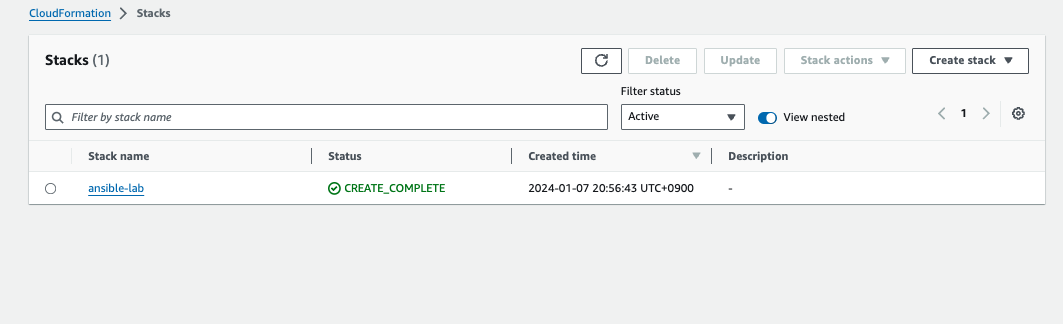 CloudFormation > Stacks
Stacks (1)
Delete
Update
Stack actions
Create stack
Filter status
Filter by stack name
Active
View nested
1
Stack name Status Created time Description
ansible-lab CREATE_COMPLETE 2024-01-07 20:56:43 UTC+0900 -